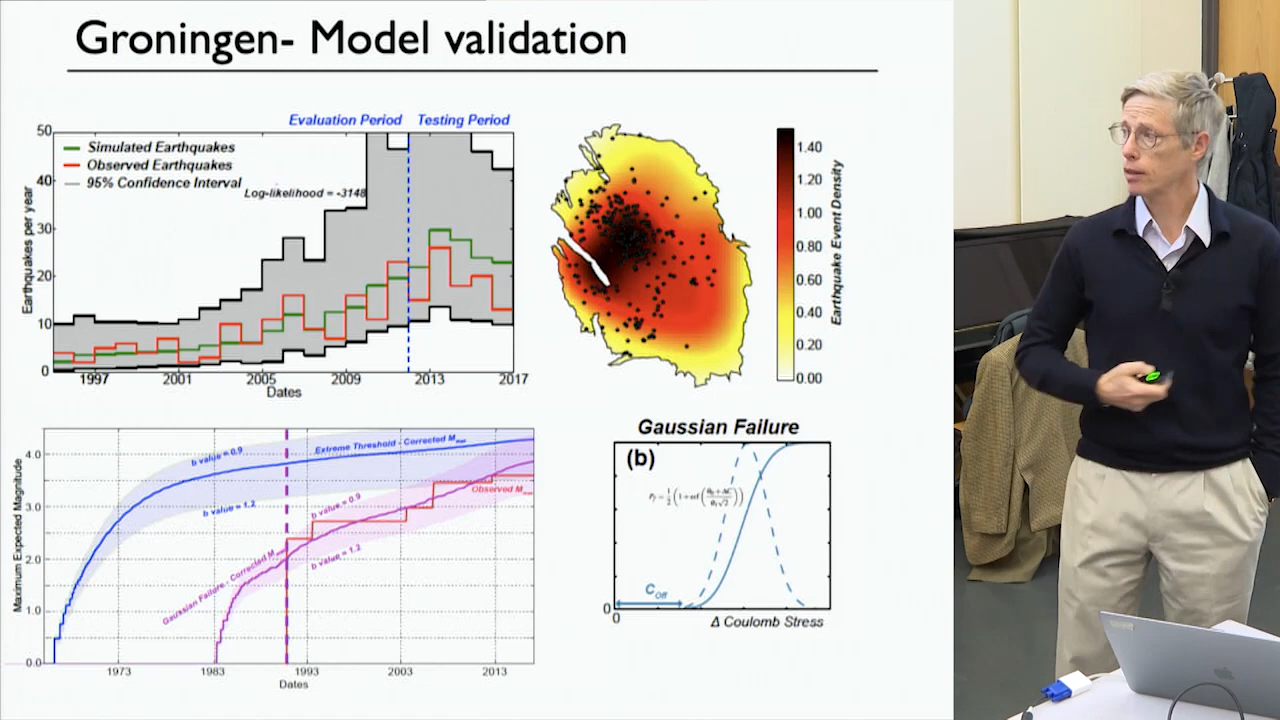 Groningen- Model validation
Evaluation Period Testing Period
50
40
30
20
10
0
Earthquakes per year
Simulated Earthquakes
Observed Earthquakes
95% Confidence Interval
Log-likelihood = -3148
1997 2001 2005 2009 2013 2017
Dates
1.40
1.20
1.00
0.80
0.60
0.40
0.20
0.00
Earthquake Event Density
Maximum Expected Magnitude
4.0
3.0
2.0
1.0
0.0
b value = 0.9
Extreme Threshold - Corrected Mmax
b value = 1.2
Observed Mmax
b value = 0.9
b value = 1.2
Gaussian Failure - Corrected M
1973 1983 1993 2003 2013
Dates
Gaussian Failure
(b)
COff
0
0
Δ Coulomb Stress